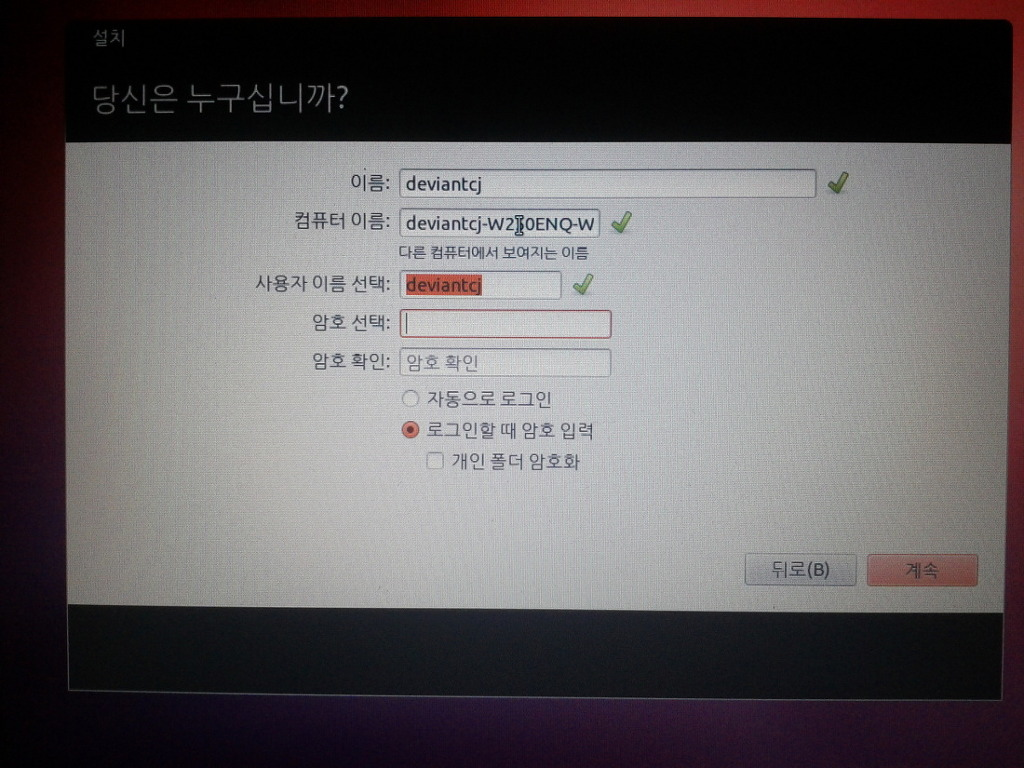 설치
당신은 누구십니까?
이름: deviantcj
컴퓨터 이름: deviantcj-W250ENQ-W
다른 컴퓨터에서 보여지는 이름
사용자 이름 선택: deviantcj
암호 선택:
암호 확인: 암호 확인
자동으로 로그인
로그인할 때 암호 입력
개인 폴더 암호화
뒤로(B) 계속